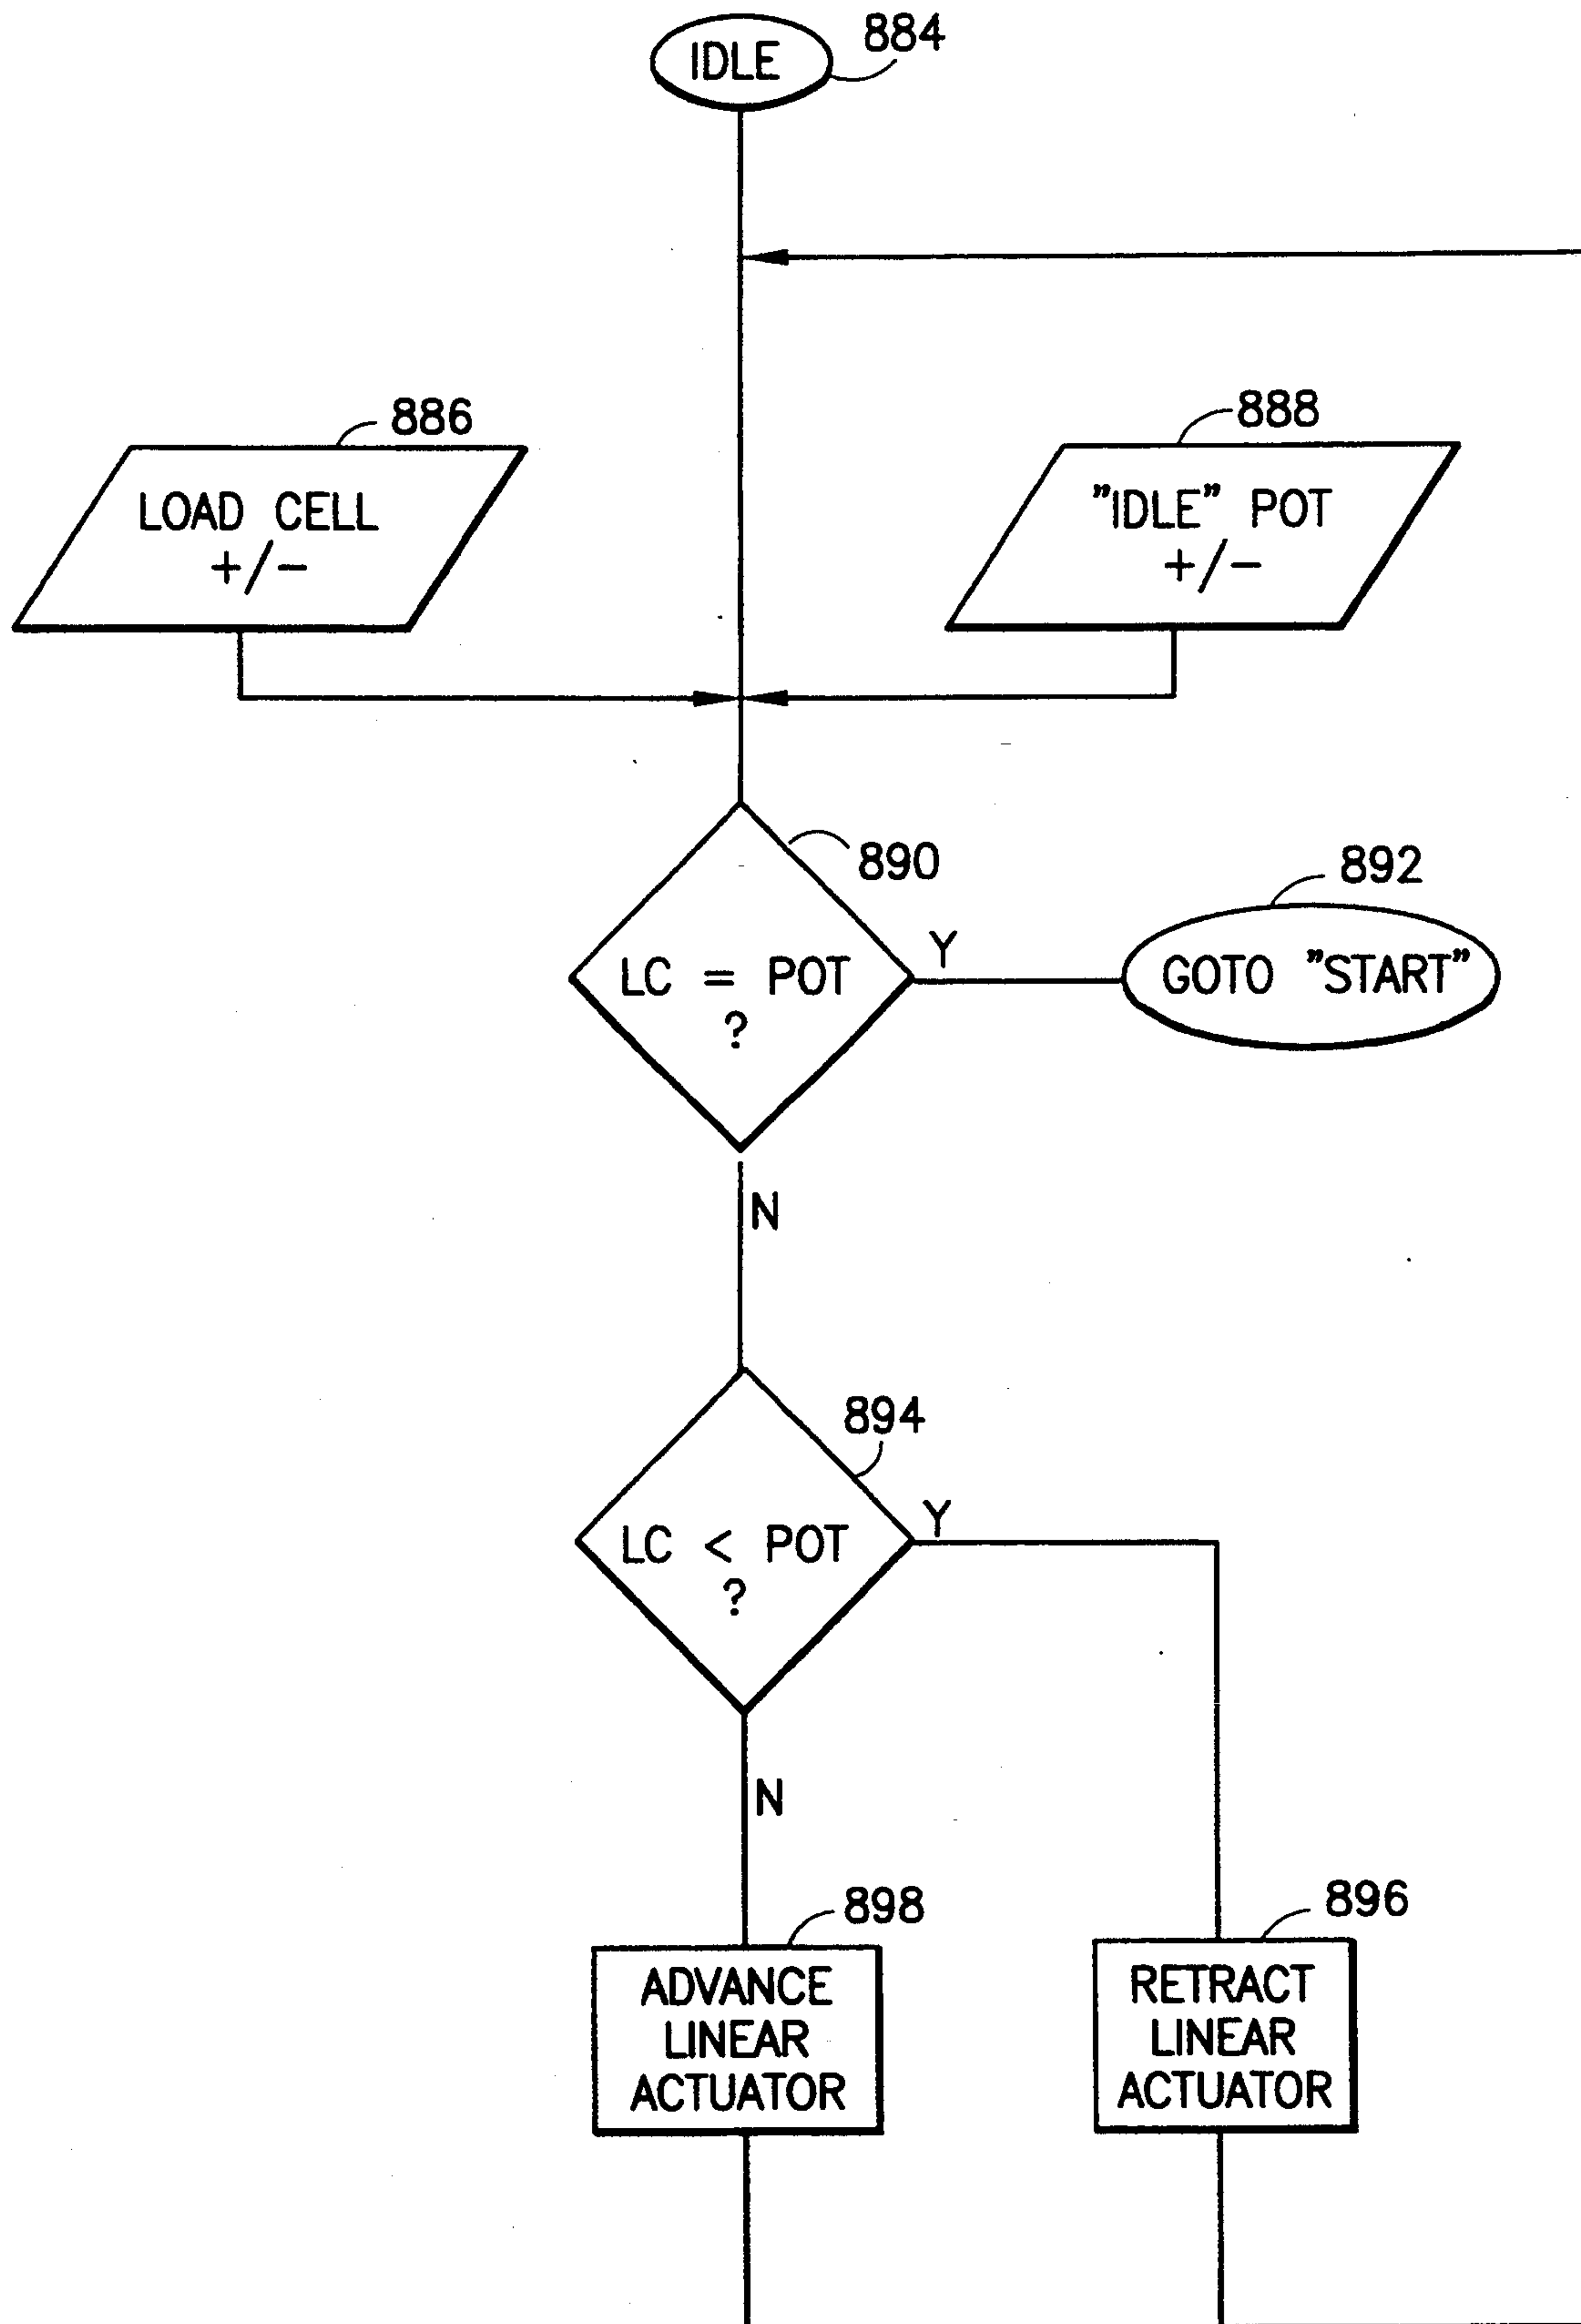 IDLE
884
886
LOAD CELL
+/-
888
"IDLE" POT
+/-
890
LC = POT
?
Y
892
GOTO "START"
N
894
LC < POT
?
Y
N
898
ADVANCE
LINEAR
ACTUATOR
896
RETRACT
LINEAR
ACTUATOR